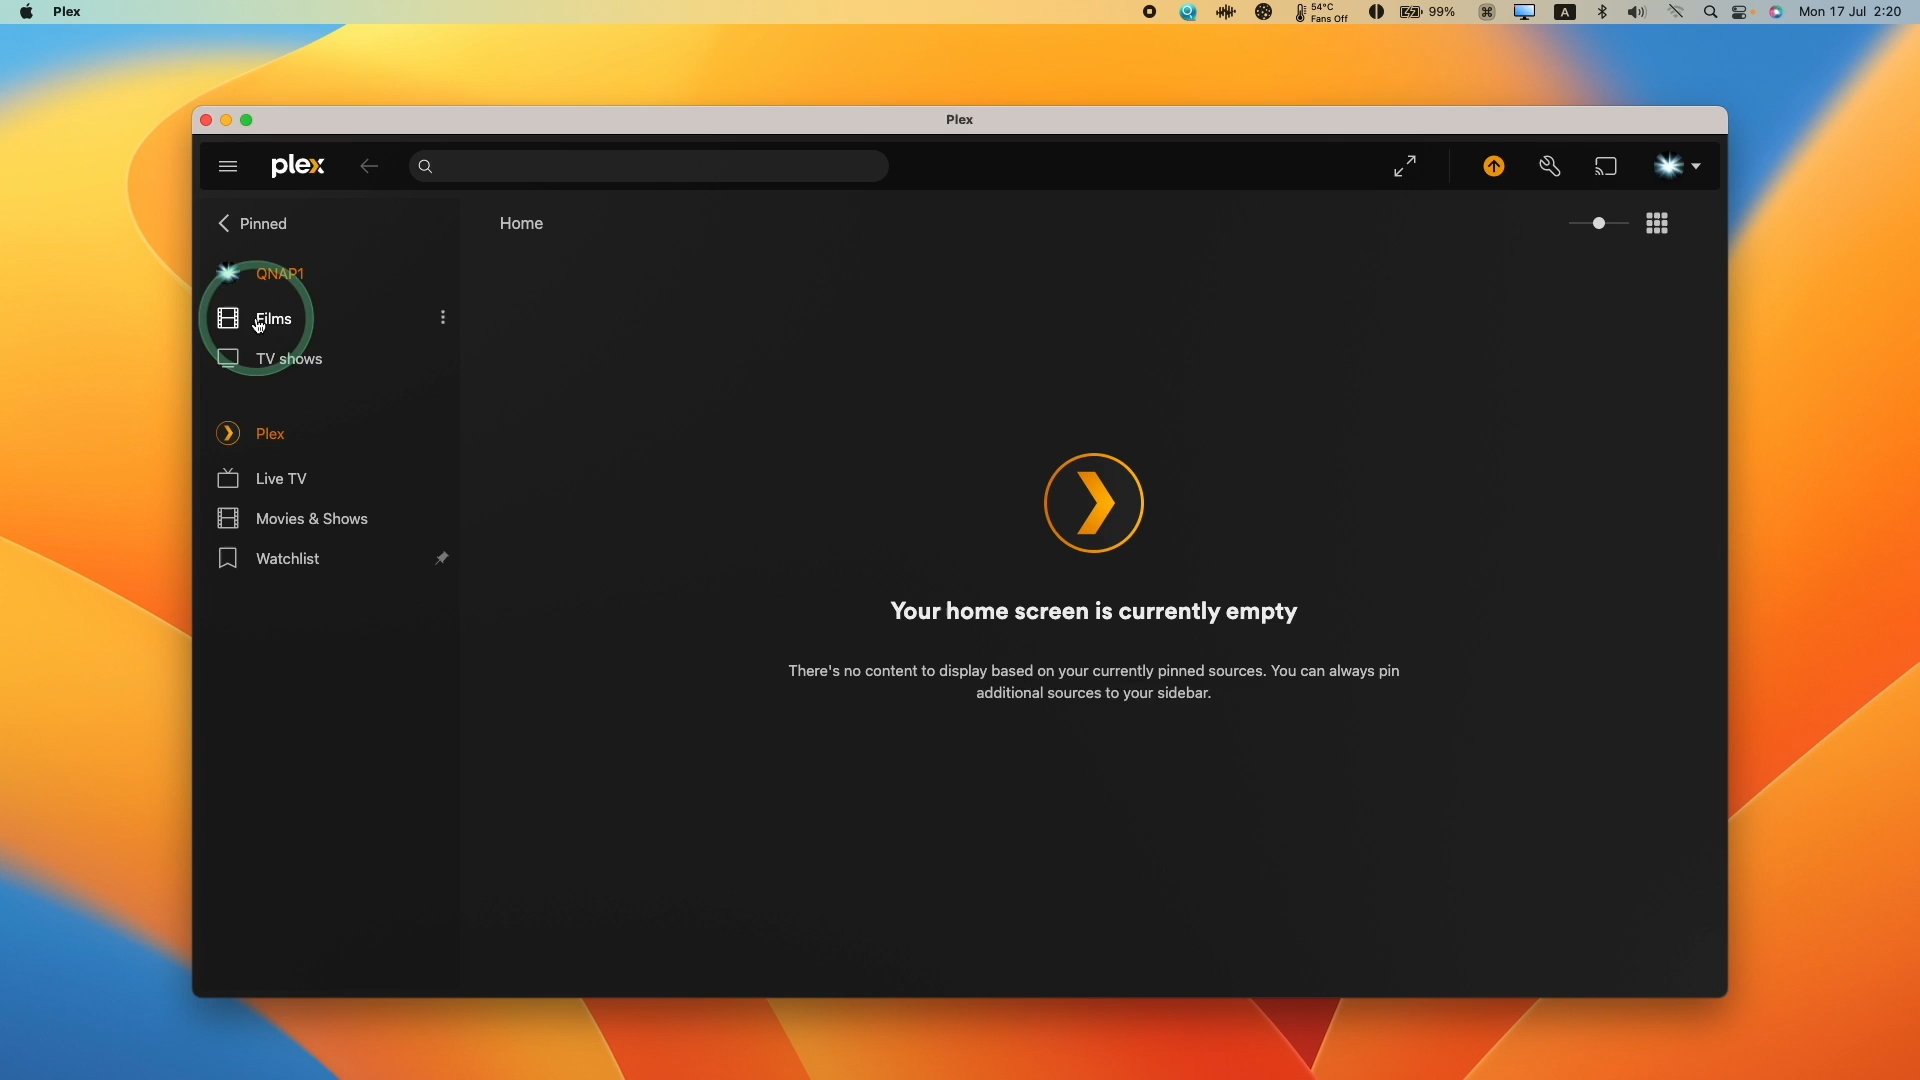 Plex
54°C
Fans Off
99%
A
Mon 17 Jul 2:20
Plex
plex
Pinned
Home
QNAP1
Films
TV shows
Plex
Live TV
Movies & Shows
Watchlist
Your home screen is currently empty
There's no content to display based on your currently pinned sources. You can always pin
additional sources to your sidebar.